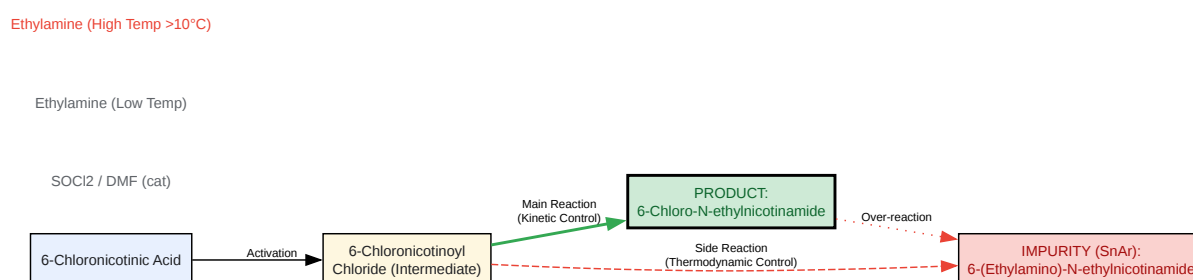 Ethylamine (High Temp >10°C)
Ethylamine (Low Temp)
SOCl2 / DMF (cat)
6-Chloronicotinic Acid
Activation
6-Chloronicotinoyl
Chloride (Intermediate)
Main Reaction
(Kinetic Control)
PRODUCT:
6-Chloro-N-ethylnicotinamide
Over-reaction
Side Reaction
(Thermodynamic Control)
IMPURITY (SnAr):
6-(Ethylamino)-N-ethylnicotinamide